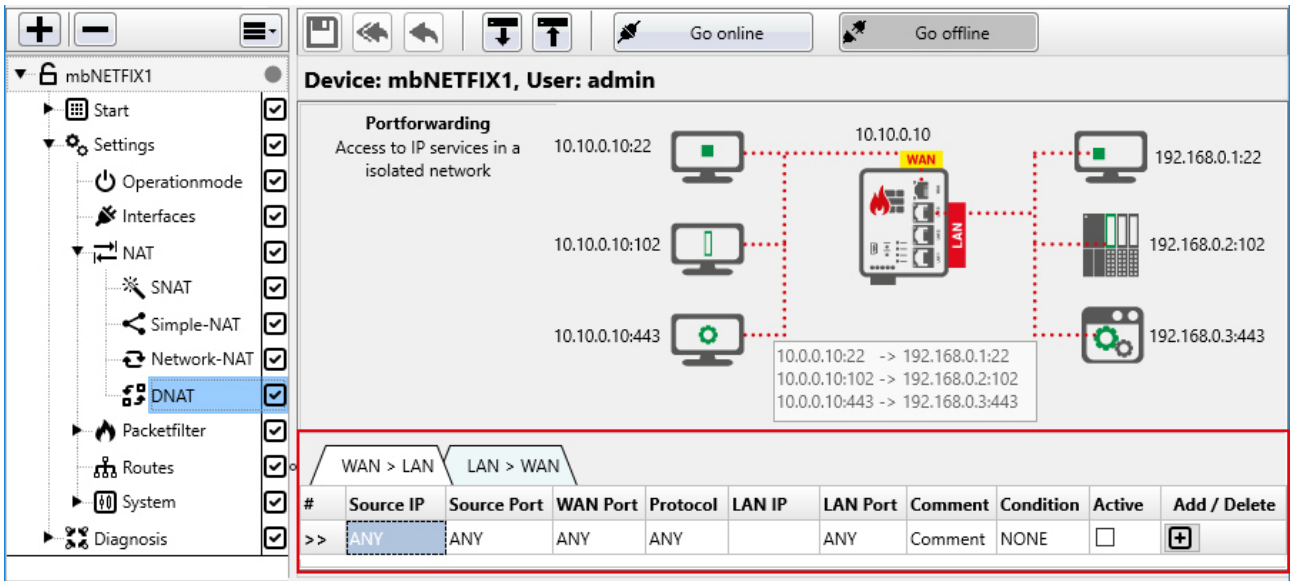 Go online
Go offline
mbNETFIX1
Start
Settings
Operationmode
Interfaces
NAT
SNAT
Simple-NAT
Network-NAT
DNAT
Packetfilter
Routes
System
Diagnosis
Device: mbNETFIX1, User: admin
Portforwarding
Access to IP services in a
isolated network
10.10.0.10:22
10.10.0.10:102
10.10.0.10:443
10.10.0.10
WAN
LAN
192.168.0.1:22
192.168.0.2:102
192.168.0.3:443
10.0.0.10:22 -> 192.168.0.1:22
10.0.0.10:102 -> 192.168.0.2:102
10.0.0.10:443 -> 192.168.0.3:443
WAN > LAN LAN > WAN
# Source IP Source Port WAN Port Protocol LAN IP LAN Port Comment Condition Active Add / Delete
>> ANY ANY ANY ANY ANY Comment NONE